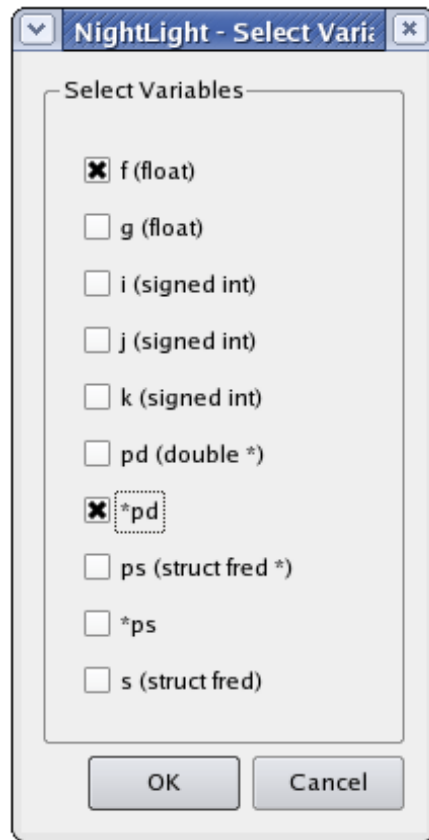 NightLight - Select Varia
Select Variables
f (float)
g (float)
i (signed int)
j (signed int)
k (signed int)
pd (double *)
*pd
ps (struct fred *)
*ps
s (struct fred)
OK Cancel